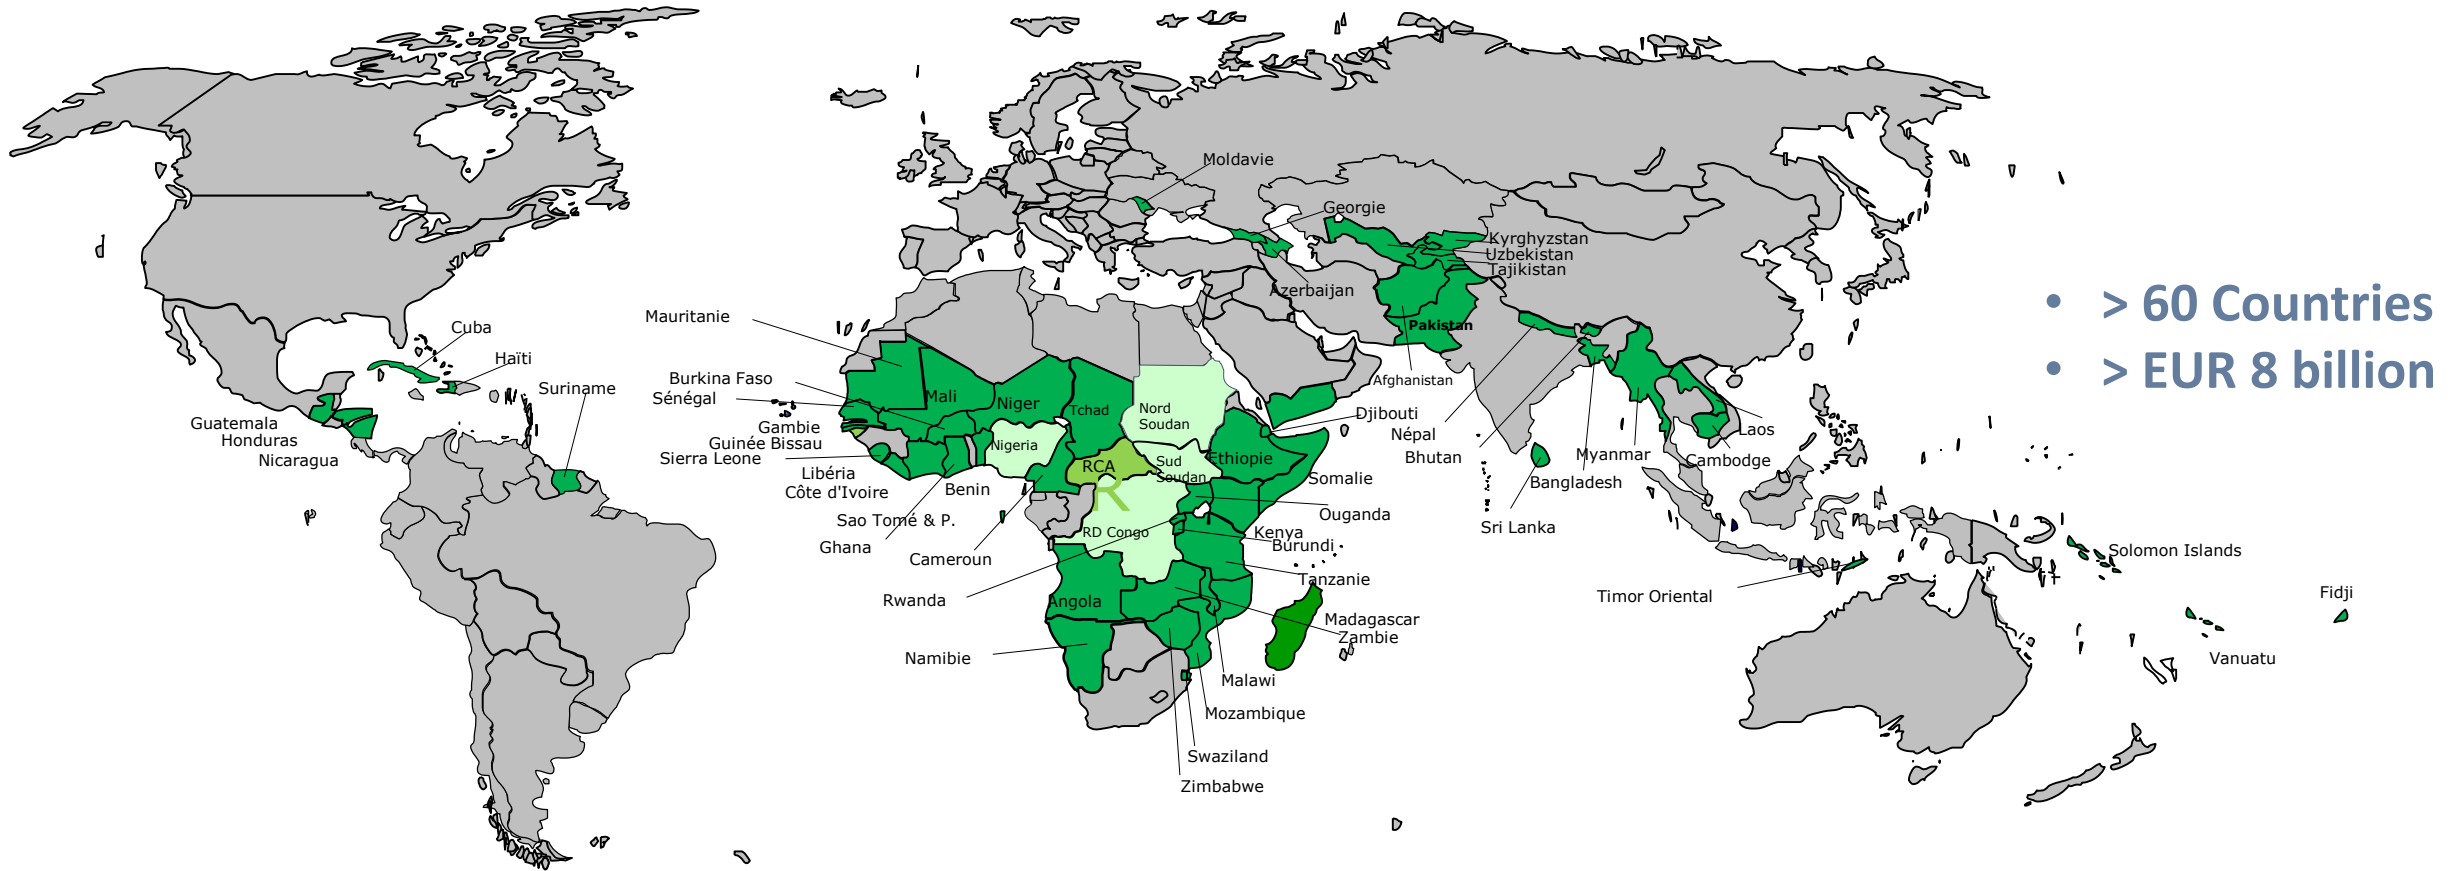 Moldavie
Georgie
Kyrghyzstan
Uzbekistan
Tajikistan
Azerbaijan
• > 60 Countries
• > EUR 8 billion
Mauritanie
Pakistan
Cuba
Haïti
Suriname
Burkina Faso
Sénégal
Mali
Niger
Tchad
Nord
Soudan
Afghanistan
Guatemala
Honduras
Nicaragua
Gambie
Guinée Bissau
Sierra Leone
Nigeria
Djibouti
Népal
Bhutan
Laos
Libéria
Côte d'Ivoire
Benin
RCA
R
Sud
Soudan
Ethiopie
Somalie
Myanmar
Cambodge
Bangladesh
Sao Tomé & P.
Ghana
Cameroun
RD Congo
Ouganda
Kenya
Burundi
Sri Lanka
Solomon Islands
Rwanda
Angola
Tanzanie
Timor Oriental
Fidji
Madagascar
Zambie
Namibie
Malawi
Vanuatu
Mozambique
Swaziland
Zimbabwe